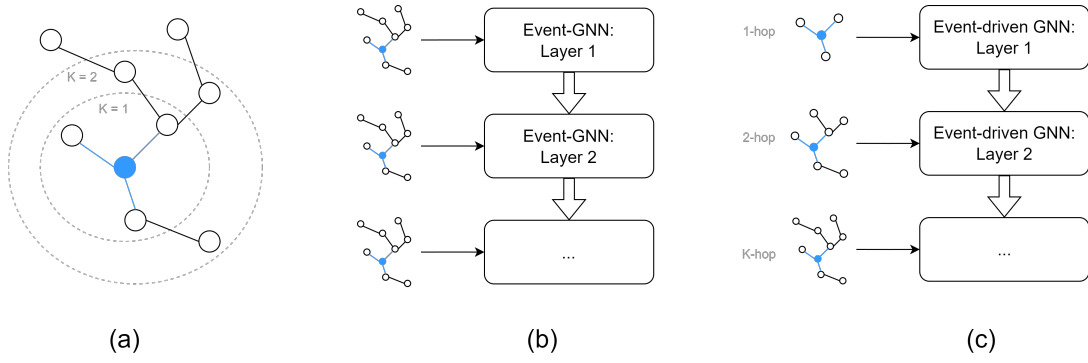 K = 2
K = 1
(a)
Event-GNN:
Layer 1
Event-GNN:
Layer 2
...
(b)
1-hop
Event-driven GNN:
Layer 1
2-hop
Event-driven GNN:
Layer 2
K-hop
...
(c)